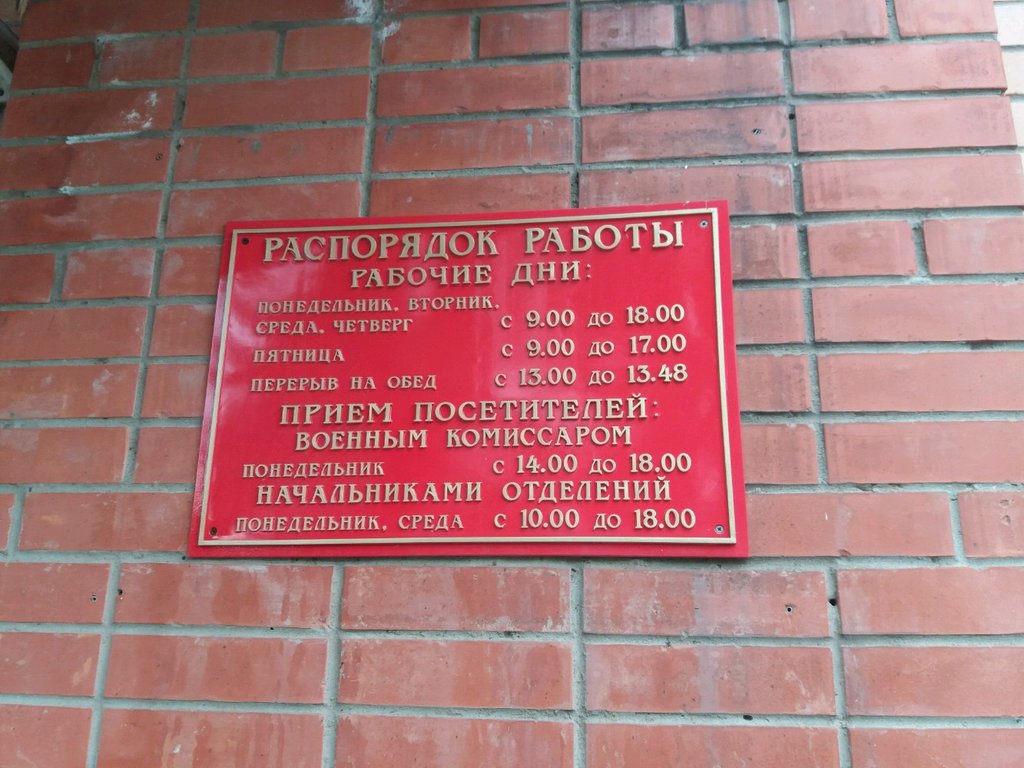 РАСПОРЯДОК РАБОТЫ
РАБОЧИЕ ДНИ:
ПОНЕДЕЛЬНИК, ВТОРНИК,
СРЕДА, ЧЕТВЕРГ С 9.00 ДО 18.00
ПЯТНИЦА С 9.00 ДО 17.00
ПЕРЕРЫВ НА ОБЕД С 13.00 ДО 13.48
ПРИЕМ ПОСЕТИТЕЛЕЙ:
ВОЕННЫМ КОМИССАРОМ
ПОНЕДЕЛЬНИК С 14.00 ДО 18.00
НАЧАЛЬНИКАМИ ОТДЕЛЕНИЙ
ПОНЕДЕЛЬНИК, СРЕДА С 10.00 ДО 18.00